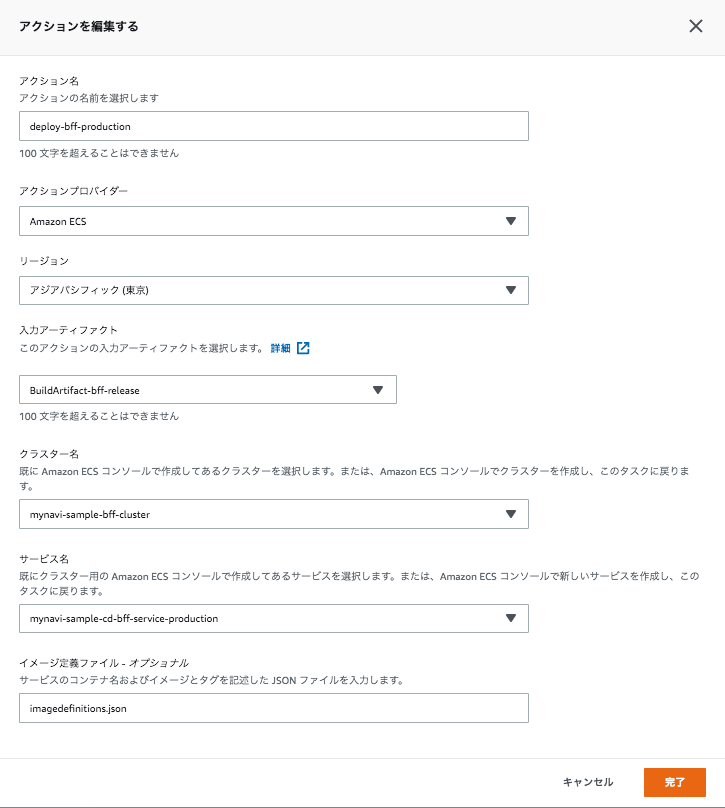 アクションを編集する
アクション名
アクションの名前を選択します
deploy-bff-production
100 文字を超えることはできません
アクションプロバイダー
Amazon ECS
リージョン
アジアパシフィック (東京)
入力アーティファクト
このアクションの入力アーティファクトを選択します。 詳細
BuildArtifact-bff-release
100 文字を超えることはできません
クラスター名
既に Amazon ECS コンソールで作成してあるクラスターを選択します。または、Amazon ECS コンソールでクラスターを作成し、このタスクに戻りま
す。
mynavi-sample-bff-cluster
サービス名
既にクラスター用の Amazon ECS コンソールで作成してあるサービスを選択します。または、Amazon ECS コンソールで新しいサービスを作成し、この
タスクに戻ります。
mynavi-sample-cd-bff-service-production
イメージ定義ファイル - オプショナル
サービスのコンテナ名およびイメージとタグを記述した JSON ファイルを入力します。
imagedefinitions.json
キャンセル
完了